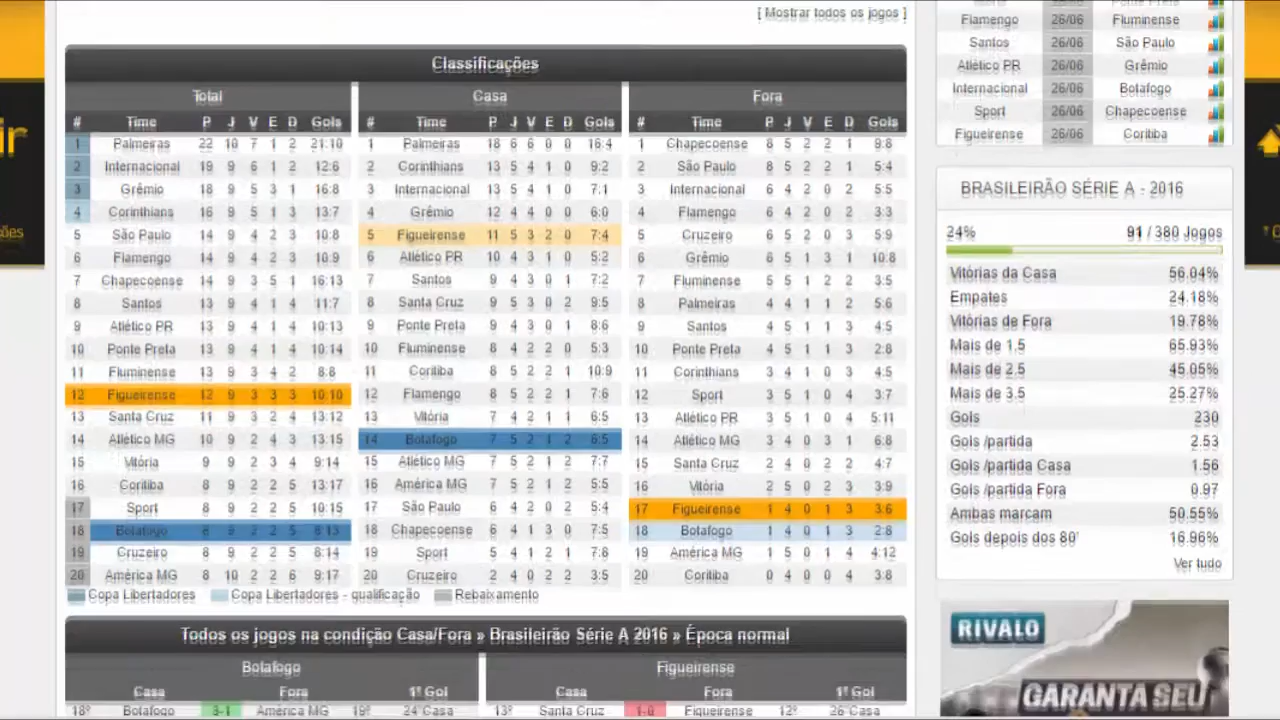 [ Mostrar todos os jogos ]
Classificações
Total Casa Fora
# Time P J V E D Gols # Time P J V E D Gols # Time P J V E D Gols
1 Palmeiras 22 10 7 1 21:10 1 Palmeiras 18 6 6 0 0 16:4 1 Chapecoense 8 5 2 2 1 9:8
2 Internacional 19 9 6 1 2 12:6 2 Corinthians 13 5 4 1 0 9:2 2 São Paulo 8 5 2 2 1 5:4
3 Grêmio 18 9 5 3 1 16:8 3 Internacional 13 5 4 1 0 7:1 3 Internacional 6 4 2 0 2 5:5
4 Corinthians 16 9 5 1 3 13:7 4 Grêmio 12 4 4 0 0 6:0 4 Flamengo 6 4 2 0 2 3:3
5 São Paulo 14 9 4 2 3 10:8 5 Figueirense 11 5 3 2 0 7:4 5 Cruzeiro 6 5 2 0 3 5:9
6 Flamengo 14 9 4 2 3 10:9 6 Atlético PR 10 4 3 1 0 5:2 6 Grêmio 6 5 1 3 1 10:8
7 Chapecoense 14 9 3 5 1 16:13 7 Santos 9 4 3 0 1 7:2 7 Fluminense 5 5 1 2 2 3:5
8 Santos 13 9 4 1 4 11:7 8 Santa Cruz 9 5 3 0 2 9:5 8 Palmeiras 4 4 1 1 2 5:6
9 Atlético PR 13 9 4 1 4 10:13 9 Ponte Preta 9 4 3 0 1 8:6 9 Santos 4 5 1 1 3 4:5
10 Ponte Preta 13 9 4 1 4 10:14 10 Fluminense 8 4 2 2 0 5:3 10 Ponte Preta 4 5 1 1 3 2:8
11 Fluminense 13 9 3 4 2 8:8 11 Coritiba 8 5 2 2 1 10:9 11 Corinthians 3 4 1 0 3 4:5
12 Figueirense 12 9 3 3 3 10:10 12 Flamengo 8 5 2 2 1 7:6 12 Sport 3 5 1 0 4 3:7
13 Santa Cruz 11 9 3 2 4 13:12 13 Vitória 7 4 2 1 1 6:5 13 Atlético PR 3 5 1 0 4 5:11
14 Atlético MG 10 9 2 4 3 13:15 14 Botafogo 7 5 2 1 2 6:5 14 Atlético MG 3 4 0 3 1 6:8
15 Vitória 9 9 2 3 4 9:14 15 Atlético MG 7 5 2 1 2 7:7 15 Santa Cruz 2 4 0 2 2 4:7
16 Coritiba 8 9 2 2 5 13:17 16 América MG 7 5 2 1 2 5:5 16 Vitória 2 5 0 2 3 3:9
17 Sport 8 9 2 2 5 10:15 17 São Paulo 6 4 2 0 2 5:4 17 Figueirense 1 4 0 1 3 3:6
18 Botafogo 8 9 2 2 5 8:13 18 Chapecoense 6 4 1 3 0 7:5 18 Botafogo 1 4 0 1 3 2:8
19 Cruzeiro 8 9 2 2 5 8:14 19 Sport 5 4 1 2 1 7:8 19 América MG 1 5 0 1 4 4:12
20 América MG 8 10 2 2 6 9:17 20 Cruzeiro 2 4 0 2 2 3:5 20 Coritiba 0 4 0 0 4 3:8
Copa Libertadores Copa Libertadores - qualificação Rebaixamento
Todos os jogos na condição Casa/Fora » Brasileirão Série A 2016 » Época normal
Botafogo Figueirense
Casa Fora 1º Gol Casa Fora 1º Gol
18º Botafogo 3-1 América MG 19º 24' Casa 13º Santa Cruz 1-0 Figueirense 12º 26' Casa
Flamengo 26/06 Fluminense
Santos 26/06 São Paulo
Atlético PR 26/06 Grêmio
Internacional 26/06 Botafogo
Sport 26/06 Chapecoense
Figueirense 26/06 Coritiba
BRASILEIRÃO SÉRIE A - 2016
24% 91 / 380 Jogos
Vitórias da Casa 56.04%
Empates 24.18%
Vitórias de Fora 19.78%
Mais de 1,5 65.93%
Mais de 2,5 45.05%
Mais de 3,5 25.27%
Gols 230
Gols /partida 2.53
Gols /partida Casa 1.56
Gols /partida Fora 0.97
Ambas marcam 50.55%
Gols depois dos 80' 16.96%
Ver tudo
RIVALO
GARANTA SEU